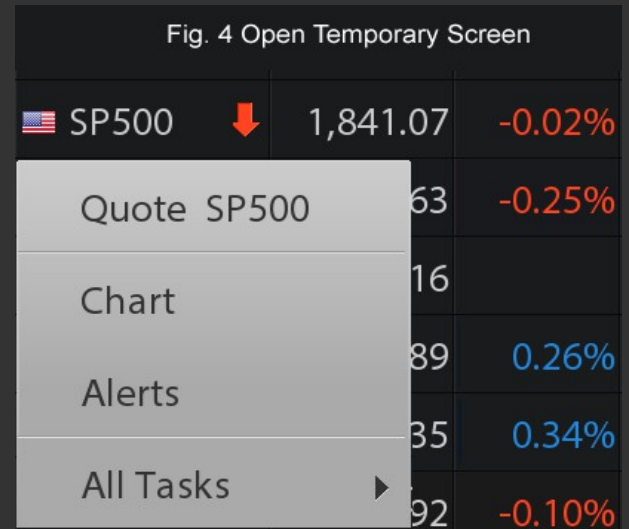 Fig. 4 Open Temporary Screen
SP500 1,841.07 -0.02%
Quote SP500 63 -0.25%
16
Chart
89 0.26%
Alerts
35 0.34%
All Tasks
92 -0.10%